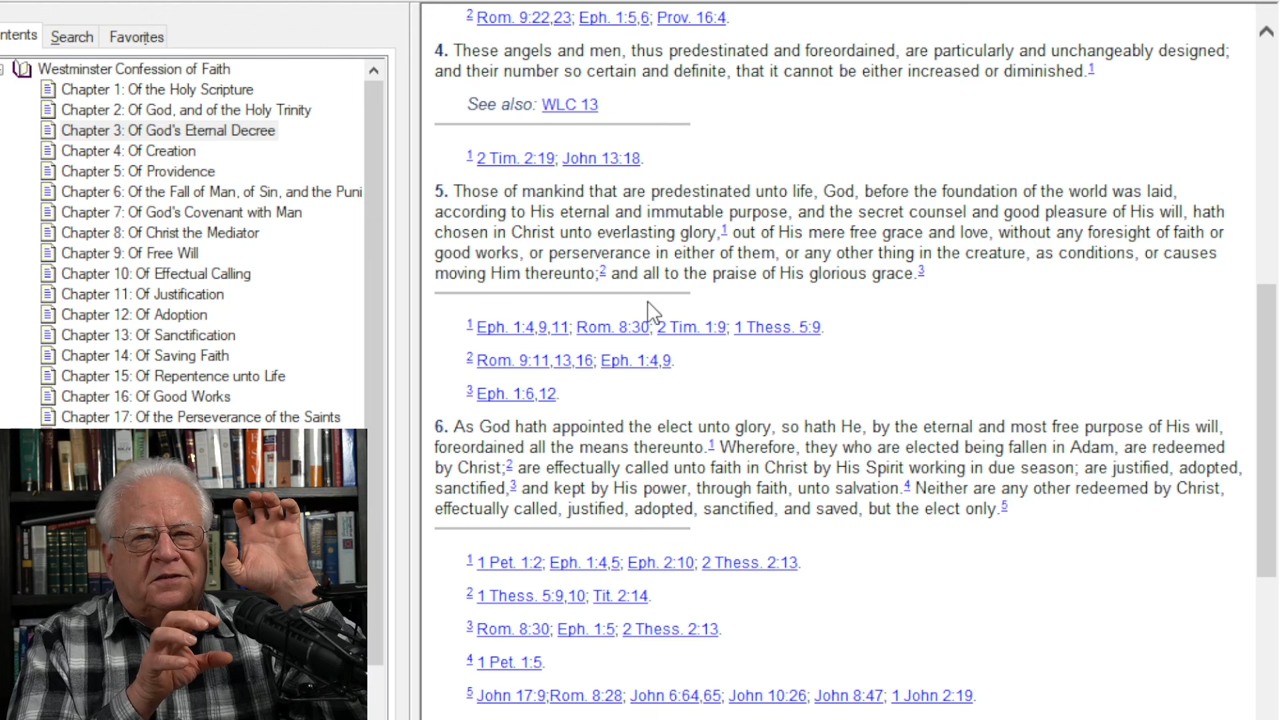 ntents Search Favorites
Westminster Confession of Faith
Chapter 1: Of the Holy Scripture
Chapter 2: Of God, and of the Holy Trinity
Chapter 3: Of God's Eternal Decree
Chapter 4: Of Creation
Chapter 5: Of Providence
Chapter 6: Of the Fall of Man, of Sin, and the Puni
Chapter 7: Of God's Covenant with Man
Chapter 8: Of Christ the Mediator
Chapter 9: Of Free Will
Chapter 10: Of Effectual Calling
Chapter 11: Of Justification
Chapter 12: Of Adoption
Chapter 13: Of Sanctification
Chapter 14: Of Saving Faith
Chapter 15: Of Repentence unto Life
Chapter 16: Of Good Works
Chapter 17: Of the Perseverance of the Saints
2 Rom. 9:22,23; Eph. 1:5,6; Prov. 16:4.
4. These angels and men, thus predestinated and foreordained, are particularly and unchangeably designed;
and their number so certain and definite, that it cannot be either increased or diminished.1
See also: WLC 13
1 2 Tim. 2:19; John 13:18.
5. Those of mankind that are predestinated unto life, God, before the foundation of the world was laid,
according to His eternal and immutable purpose, and the secret counsel and good pleasure of His will, hath
chosen in Christ unto everlasting glory,1 out of His mere free grace and love, without any foresight of faith or
good works, or perseverance in either of them, or any other thing in the creature, as conditions, or causes
moving Him thereunto;2 and all to the praise of His glorious grace.3
1 Eph. 1:4,9,11; Rom. 8:30; 2 Tim. 1:9; 1 Thess. 5:9.
2 Rom. 9:11,13,16; Eph. 1:4,9.
3 Eph. 1:6,12.
6. As God hath appointed the elect unto glory, so hath He, by the eternal and most free purpose of His will,
foreordained all the means thereunto.1 Wherefore, they who are elected being fallen in Adam, are redeemed
by Christ;2 are effectually called unto faith in Christ by His Spirit working in due season; are justified, adopted,
sanctified,3 and kept by His power, through faith, unto salvation.4 Neither are any other redeemed by Christ,
effectually called, justified, adopted, sanctified, and saved, but the elect only.5
1 1 Pet. 1:2; Eph. 1:4,5; Eph. 2:10; 2 Thess. 2:13.
2 1 Thess. 5:9,10; Tit. 2:14.
3 Rom. 8:30; Eph. 1:5; 2 Thess. 2:13.
4 1 Pet. 1:5.
5 John 17:9;Rom. 8:28; John 6:64,65; John 10:26; John 8:47; 1 John 2:19.